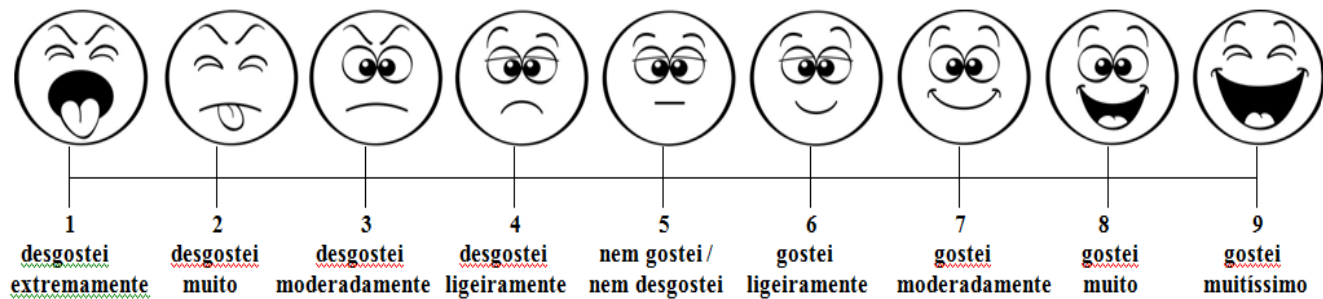 1 2 3 4 5 6 7 8 9
desgostei desgostei desgostei desgostei nem gostei / gostei gostei gostei gostei
extremamente muito moderadamente ligeiramente nem desgostei ligeiramente moderadamente muito muitíssimo